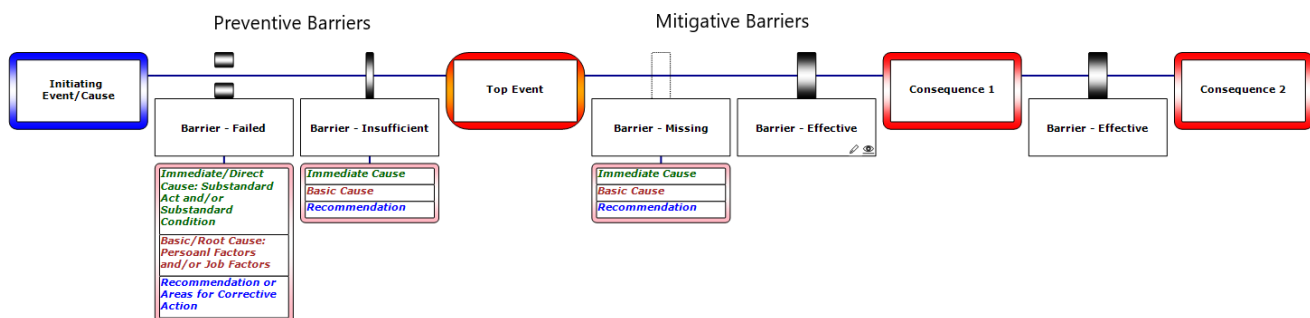 Preventive Barriers
Mitigative Barriers
Initiating
Event/Cause
Top Event
Consequence 1
Consequence 2
Barrier - Failed
Barrier - Insufficient
Barrier - Missing
Barrier - Effective
Barrier - Effective
Immediate/Direct
Cause: Substandard
Act and/or
Substandard
Condition
Basic/Root Cause:
Persoanl Factors
and/or Job Factors
Recommendation or
Areas for Corrective
Action
Immediate Cause
Basic Cause
Recommendation
Immediate Cause
Basic Cause
Recommendation